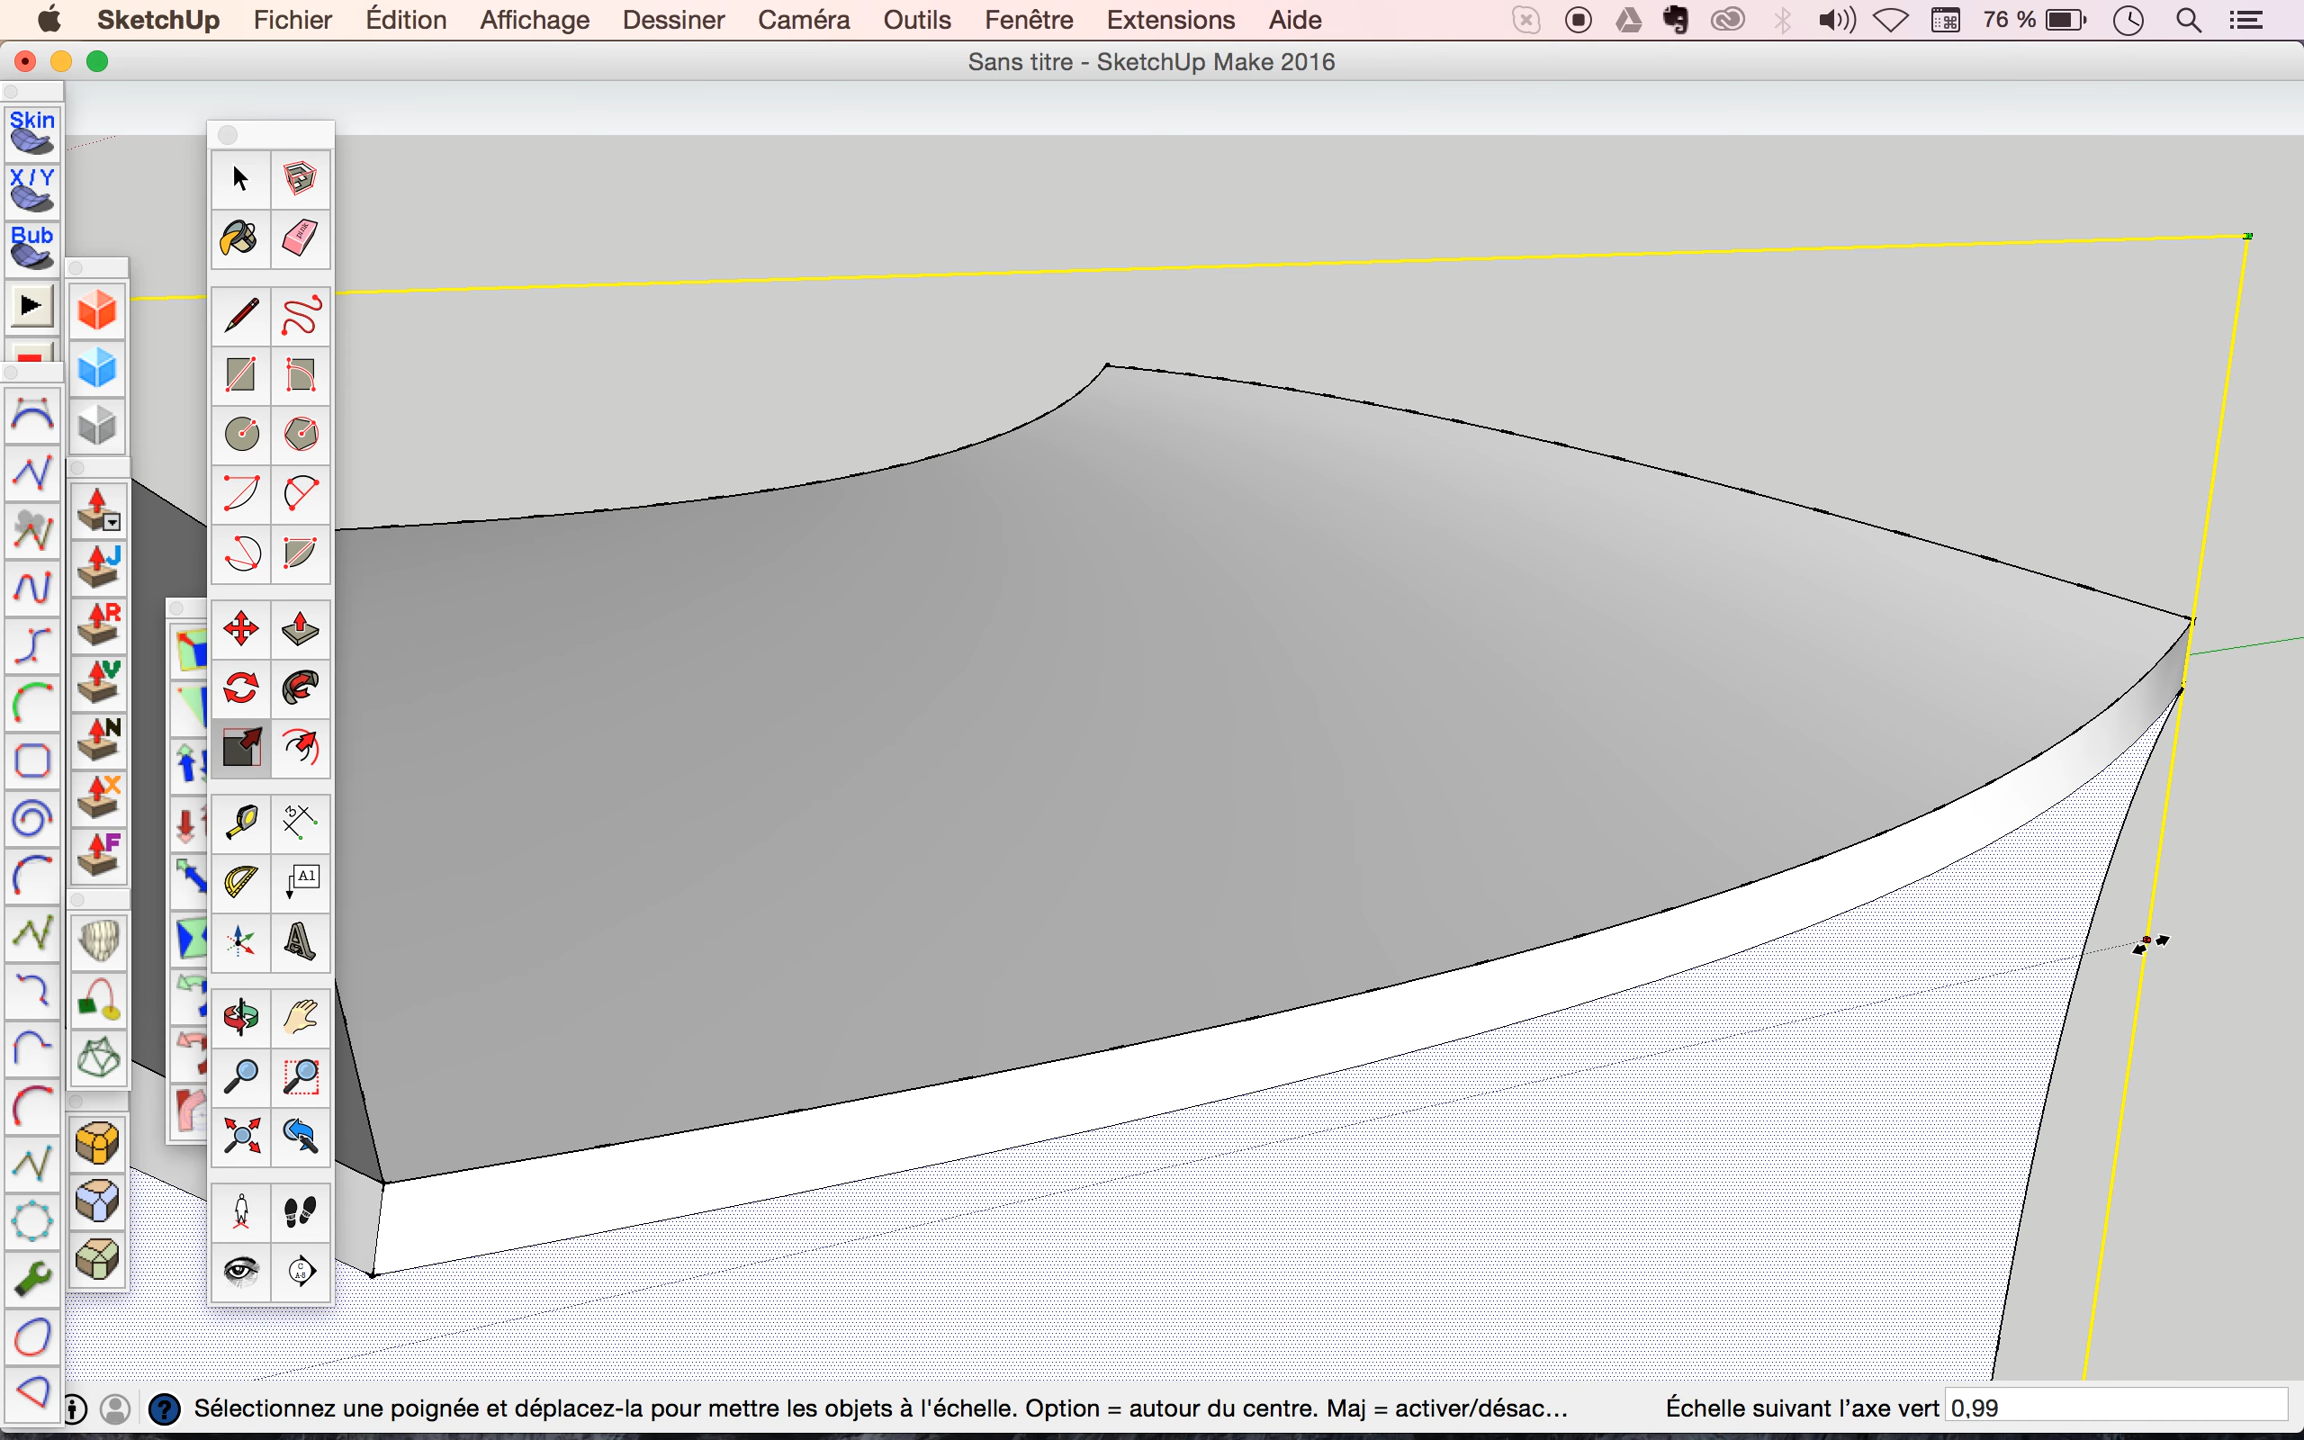 SketchUp Fichier Édition Affichage Dessiner Caméra Outils Fenêtre Extensions Aide 76 %
Sans titre - SketchUp Make 2016
Skin
X / Y
Bub
J
R
V
N
X
F
3
A1
A
C
Sélectionnez une poignée et déplacez-la pour mettre les objets à l'échelle. Option = autour du centre. Maj = activer/désac… Échelle suivant l’axe vert 0,99